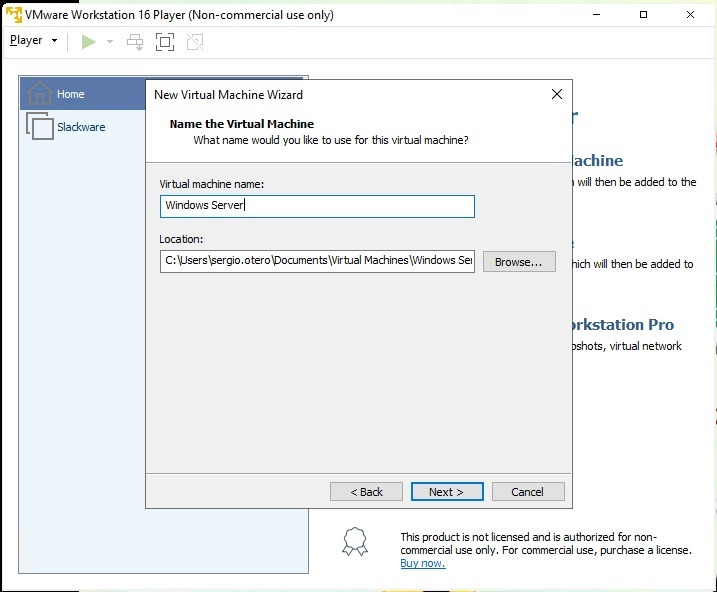 VMware Workstation 16 Player (Non-commercial use only)
Player
Home
Slackware
New Virtual Machine Wizard
Name the Virtual Machine
What name would you like to use for this virtual machine?
Virtual machine name:
Windows Server
Location:
C:\Users\sergio.otero\Documents\Virtual Machines\Windows Ser
Browse...
< Back
Next >
Cancel
will then be added to the
will then be added to
Pro
virtual network
This product is not licensed and is authorized for non-
commercial use only. For commercial use, purchase a license.
Buy now.